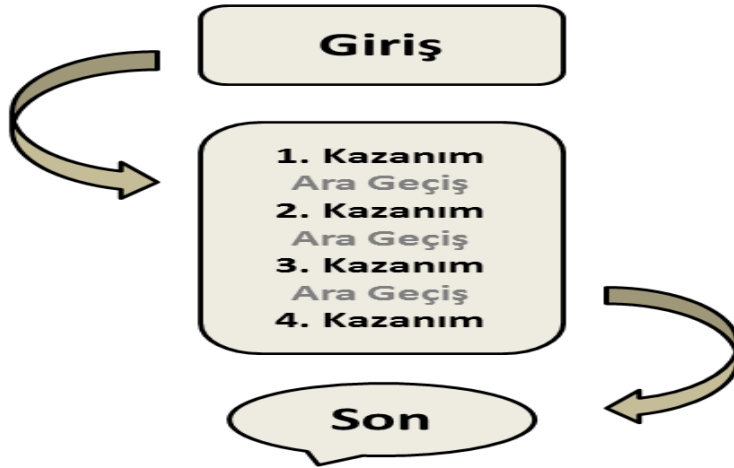 Giriş
1. Kazanım
Ara Geçiş
2. Kazanım
Ara Geçiş
3. Kazanım
Ara Geçiş
4. Kazanım
Son